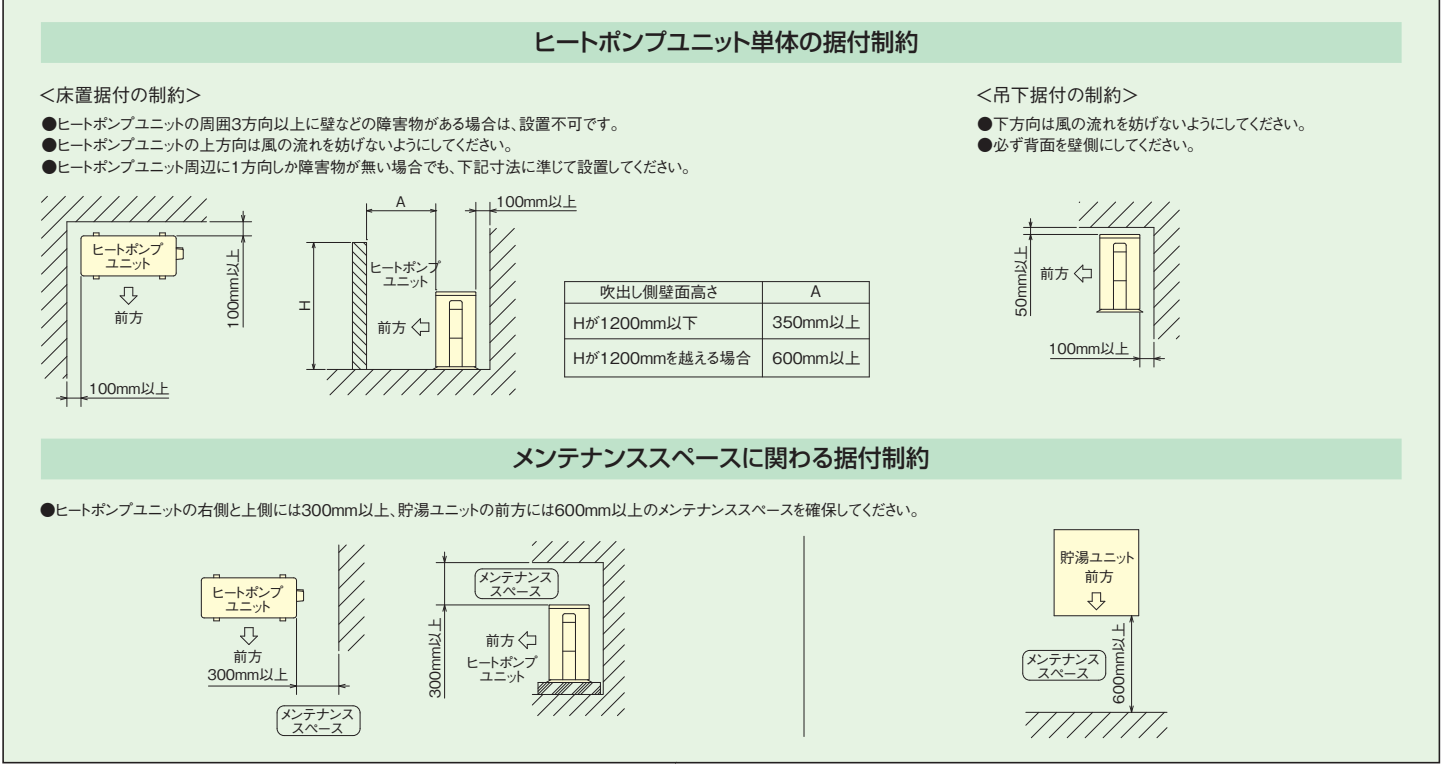 ヒートポンプユニット単体の据付制約
＜床置据付の制約＞
●ヒートポンプユニットの周囲3方向以上に壁などの障害物がある場合は、設置不可です。
●ヒートポンプユニットの上方向は風の流れを妨げないようにしてください。
●ヒートポンプユニット周辺に1方向しか障害物が無い場合でも、下記寸法に準じて設置してください。
ヒートポンプ
ユニット
前方
100mm以上
100mm以上
A
100mm以上
H
ヒートポンプ
ユニット
前方
吹出し側壁面高さ A
Hが1200mm以下 350mm以上
Hが1200mmを越える場合 600mm以上
＜吊下据付の制約＞
●下方向は風の流れを妨げないようにしてください。
●必ず背面を壁側にしてください。
50mm以上
前方
100mm以上
メンテナンススペースに関わる据付制約
●ヒートポンプユニットの右側と上側には300mm以上、貯湯ユニットの前方には600mm以上のメンテナンススペースを確保してください。
ヒートポンプ
ユニット
前方
300mm以上
メンテナンス
スペース
メンテナンス
スペース
300mm以上
前方
ヒートポンプ
ユニット
貯湯ユニット
前方
メンテナンス
スペース
600mm以上